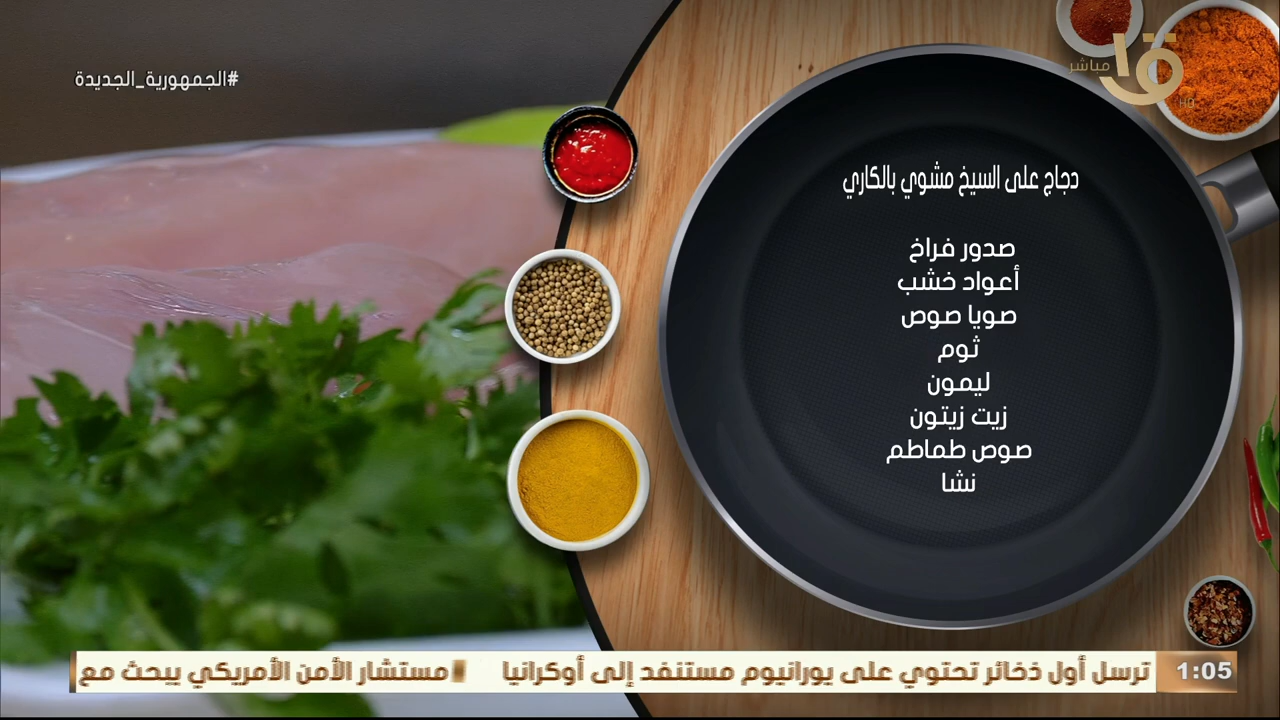 #الجمهورية_الجديدة
مباشر
HD
دجاج على السيخ مشوي بالكاري
صدور فراخ
أعواد خشب
صويا صوص
ثوم
ليمون
زيت زيتون
صوص طماطم
نشا
1:05
ترسل أول ذخائر تحتوي على يورانيوم مستنفد إلى أوكرانيا
مستشار الأمن الأمريكي يبحث مع